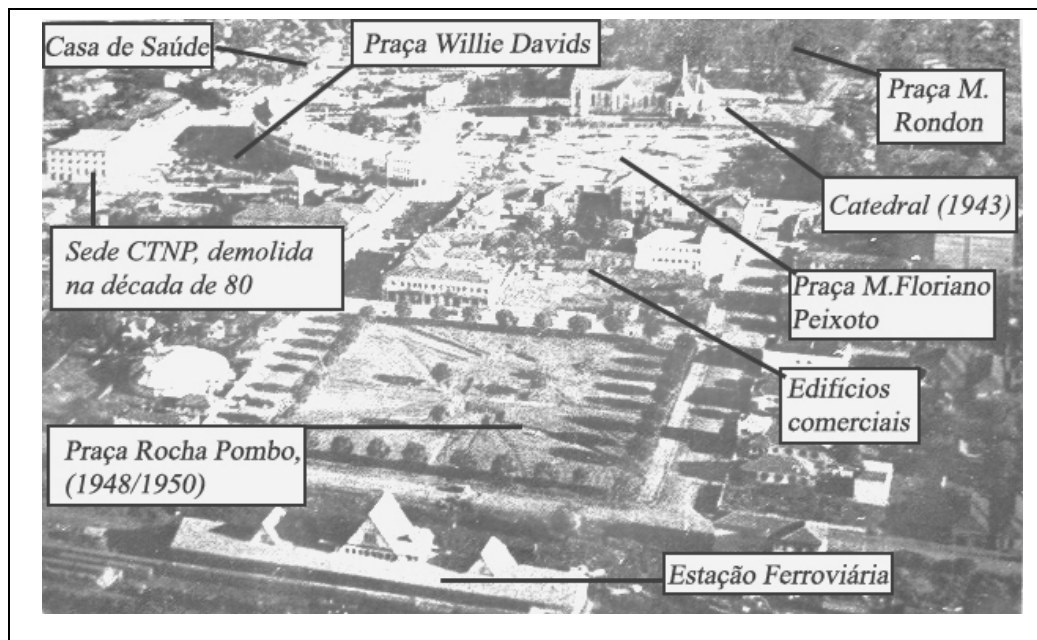 Casa de Saúde
Praça Willie Davids
Praça M.
Rondon
Catedral (1943)
Sede CTNP, demolida
na década de 80
Praça M.Floriano
Peixoto
Edifícios
comerciais
Praça Rocha Pombo,
(1948/1950)
Estação Ferroviária